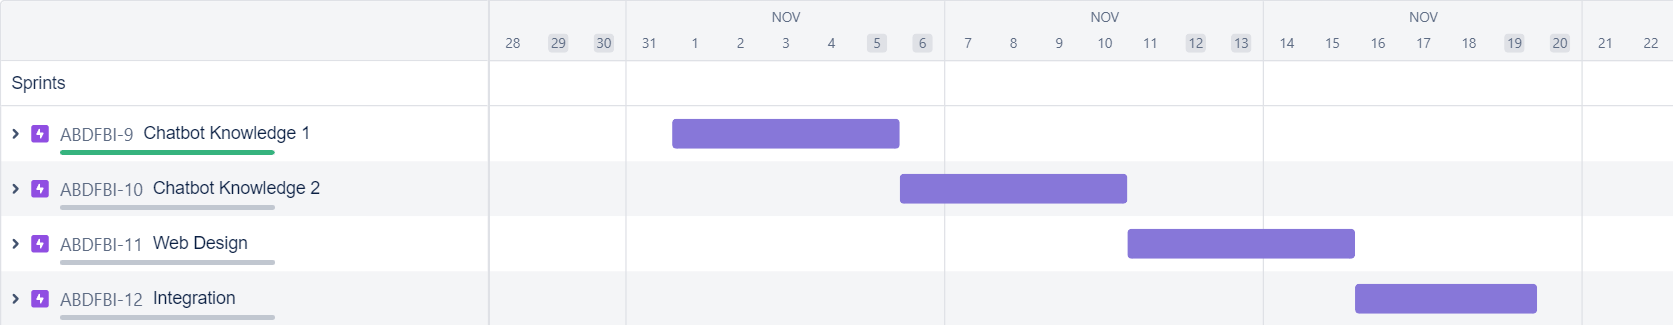 NOV NOV NOV
28 29 30 31 1 2 3 4 5 6 7 8 9 10 11 12 13 14 15 16 17 18 19 20 21 22
Sprints
ABDFBI-9 Chatbot Knowledge 1
ABDFBI-10 Chatbot Knowledge 2
ABDFBI-11 Web Design
ABDFBI-12 Integration